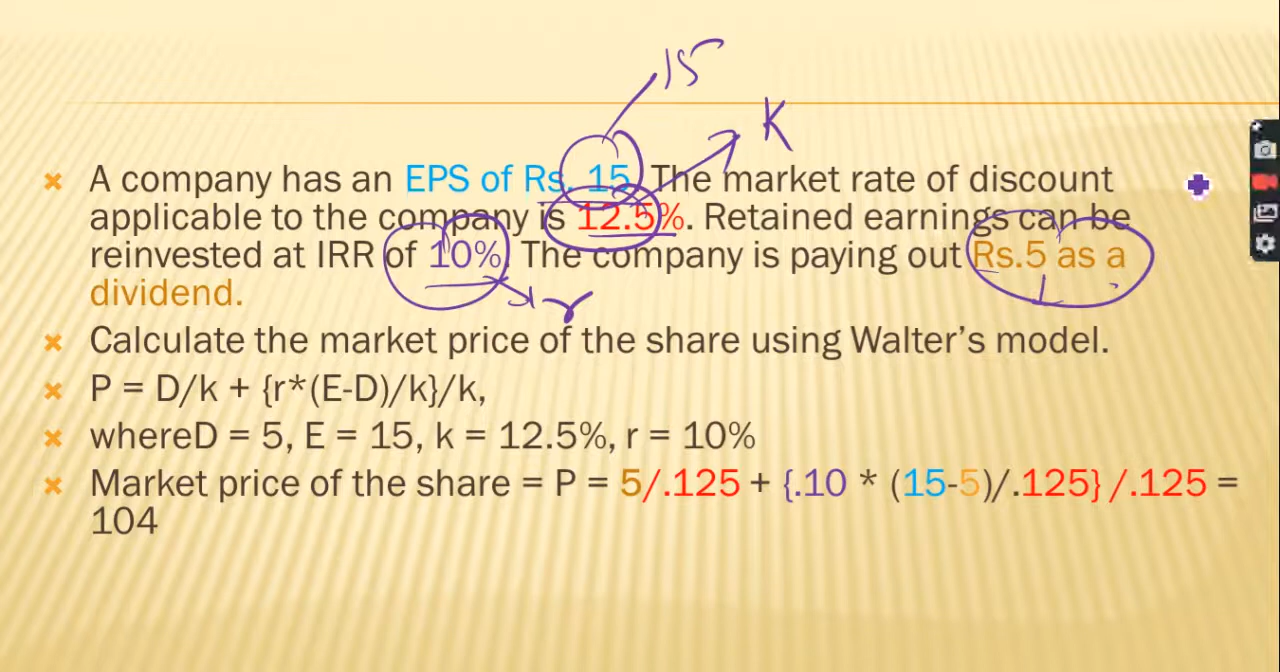 15
K
A company has an EPS of Rs. 15. The market rate of discount
applicable to the company is 12.5%. Retained earnings can be
reinvested at IRR of 10%. The company is paying out Rs.5 as a
dividend.
r
Calculate the market price of the share using Walter’s model.
P = D/k + {r*(E-D)/k}/k,
whereD = 5, E = 15, k = 12.5%, r = 10%
Market price of the share = P = 5/.125 + {.10 * (15-5)/.125} /.125 =
104